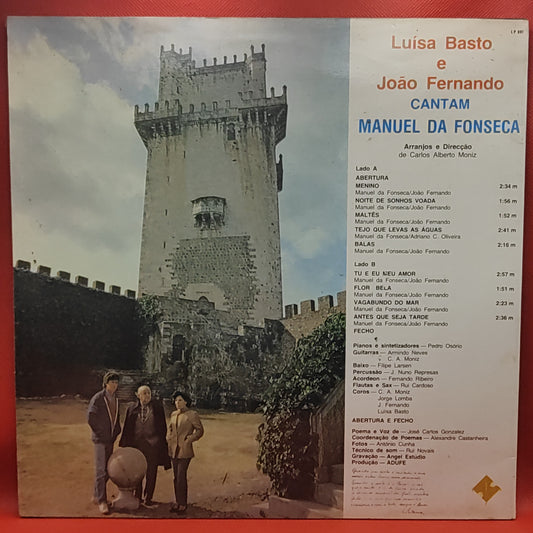 LP 001
Luísa Basto
e
João Fernando
CANTAM
MANUEL DA FONSECA
Arranjos e Direcção
de Carlos Alberto Moniz
Lado A
ABERTURA
MENINO 2:34 m
Manuel da Fonseca/João Fernando
NOITE DE SONHOS VOADA 1:56 m
Manuel da Fonseca/João Fernando
MALTÊS 1:52 m
Manuel da Fonseca/João Fernando
TEJO QUE LEVAS AS ÁGUAS 2:41 m
Manuel da Fonseca/Adriano C. Oliveira
BALAS 2:16 m
Manuel da Fonseca/João Fernando
Lado B
TU E EU MEU AMOR 2:57 m
Manuel da Fonseca/João Fernando
FLOR BELA 1:51 m
Manuel da Fonseca/João Fernando
VAGABUNDO DO MAR 2:23 m
Manuel da Fonseca/João Fernando
ANTES QUE SEJA TARDE 2:36 m
Manuel da Fonseca/João Fernando
FECHO
Pianos e sintetizadores — Pedro Osório
Guitarras — Armindo Neves
C. A. Moniz
Baixo — Filipe Larsen
Percussão — J. Nuno Represas
Acordeon — Fernando Ribeiro
Flautas e Sax — Rui Cardoso
Coros — C. A. Moniz
Jorge Lomba
J. Fernando
Luísa Basto
ABERTURA E FECHO
Poema e Voz de — José Carlos Gonzalez
Coordenação de Poemas — Alexandre Castanheira
Fotos — António Cunha
Técnico de som — Rui Novais
Gravação — Angel Estúdio
Produção — ADUFE